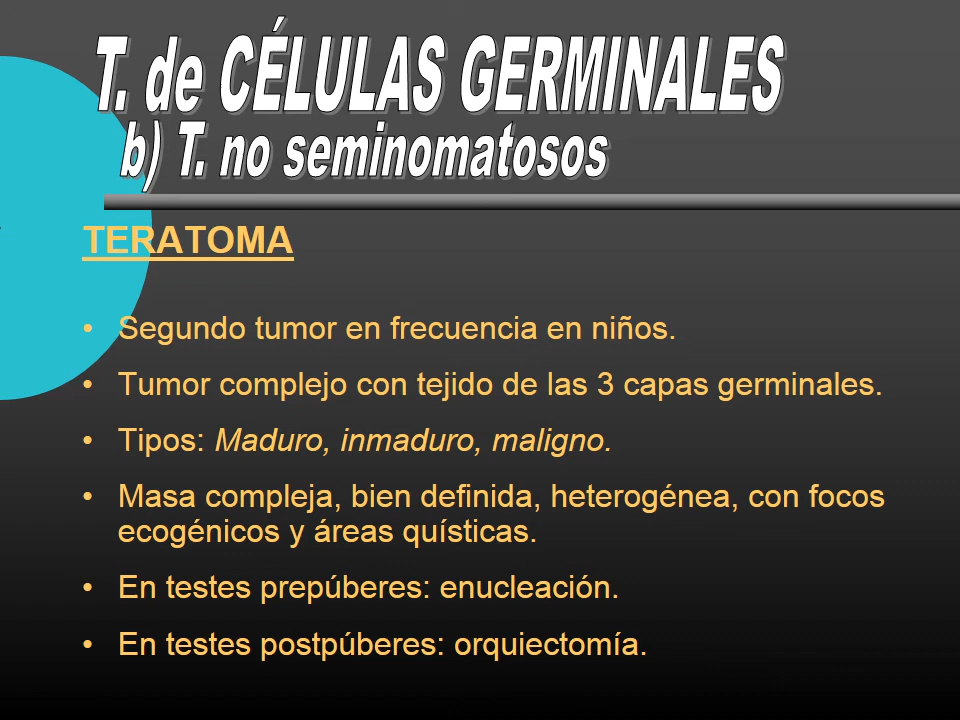 T. de CÉLULAS GERMINALES
b) T. no seminomatosos
TERATOMA
• Segundo tumor en frecuencia en niños.
• Tumor complejo con tejido de las 3 capas germinales.
• Tipos: Maduro, inmaduro, maligno.
• Masa compleja, bien definida, heterogénea, con focos
ecogénicos y áreas quísticas.
• En testes prepúberes: enucleación.
• En testes postpúberes: orquiectomía.